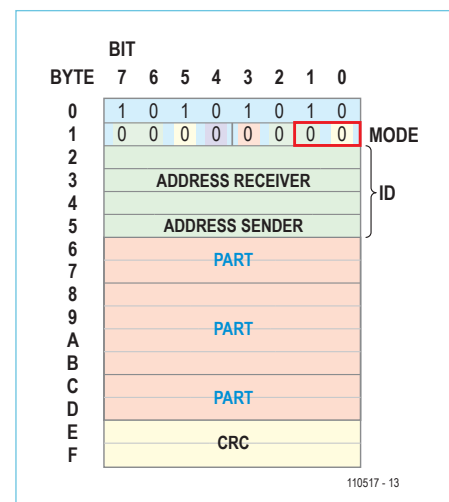 BIT
BYTE 7 6 5 4 3 2 1 0
0 1 0 1 0 1 0 1 0
1 0 0 0 0 0 0 0 0 MODE
2
3 ADDRESS RECEIVER ID
4
5 ADDRESS SENDER
6
PART
7
8
9
PART
A
B
C
PART
D
E
CRC
F
110517 - 13